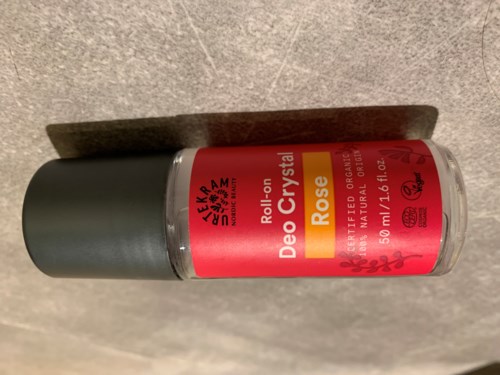 URTEKRAM
NORDIC BEAUTY
Roll-on
Deo Crystal
Rose
CERTIFIED ORGANIC
100% NATURAL ORIGIN
50 ml/1.6 fl.oz.
Vegan